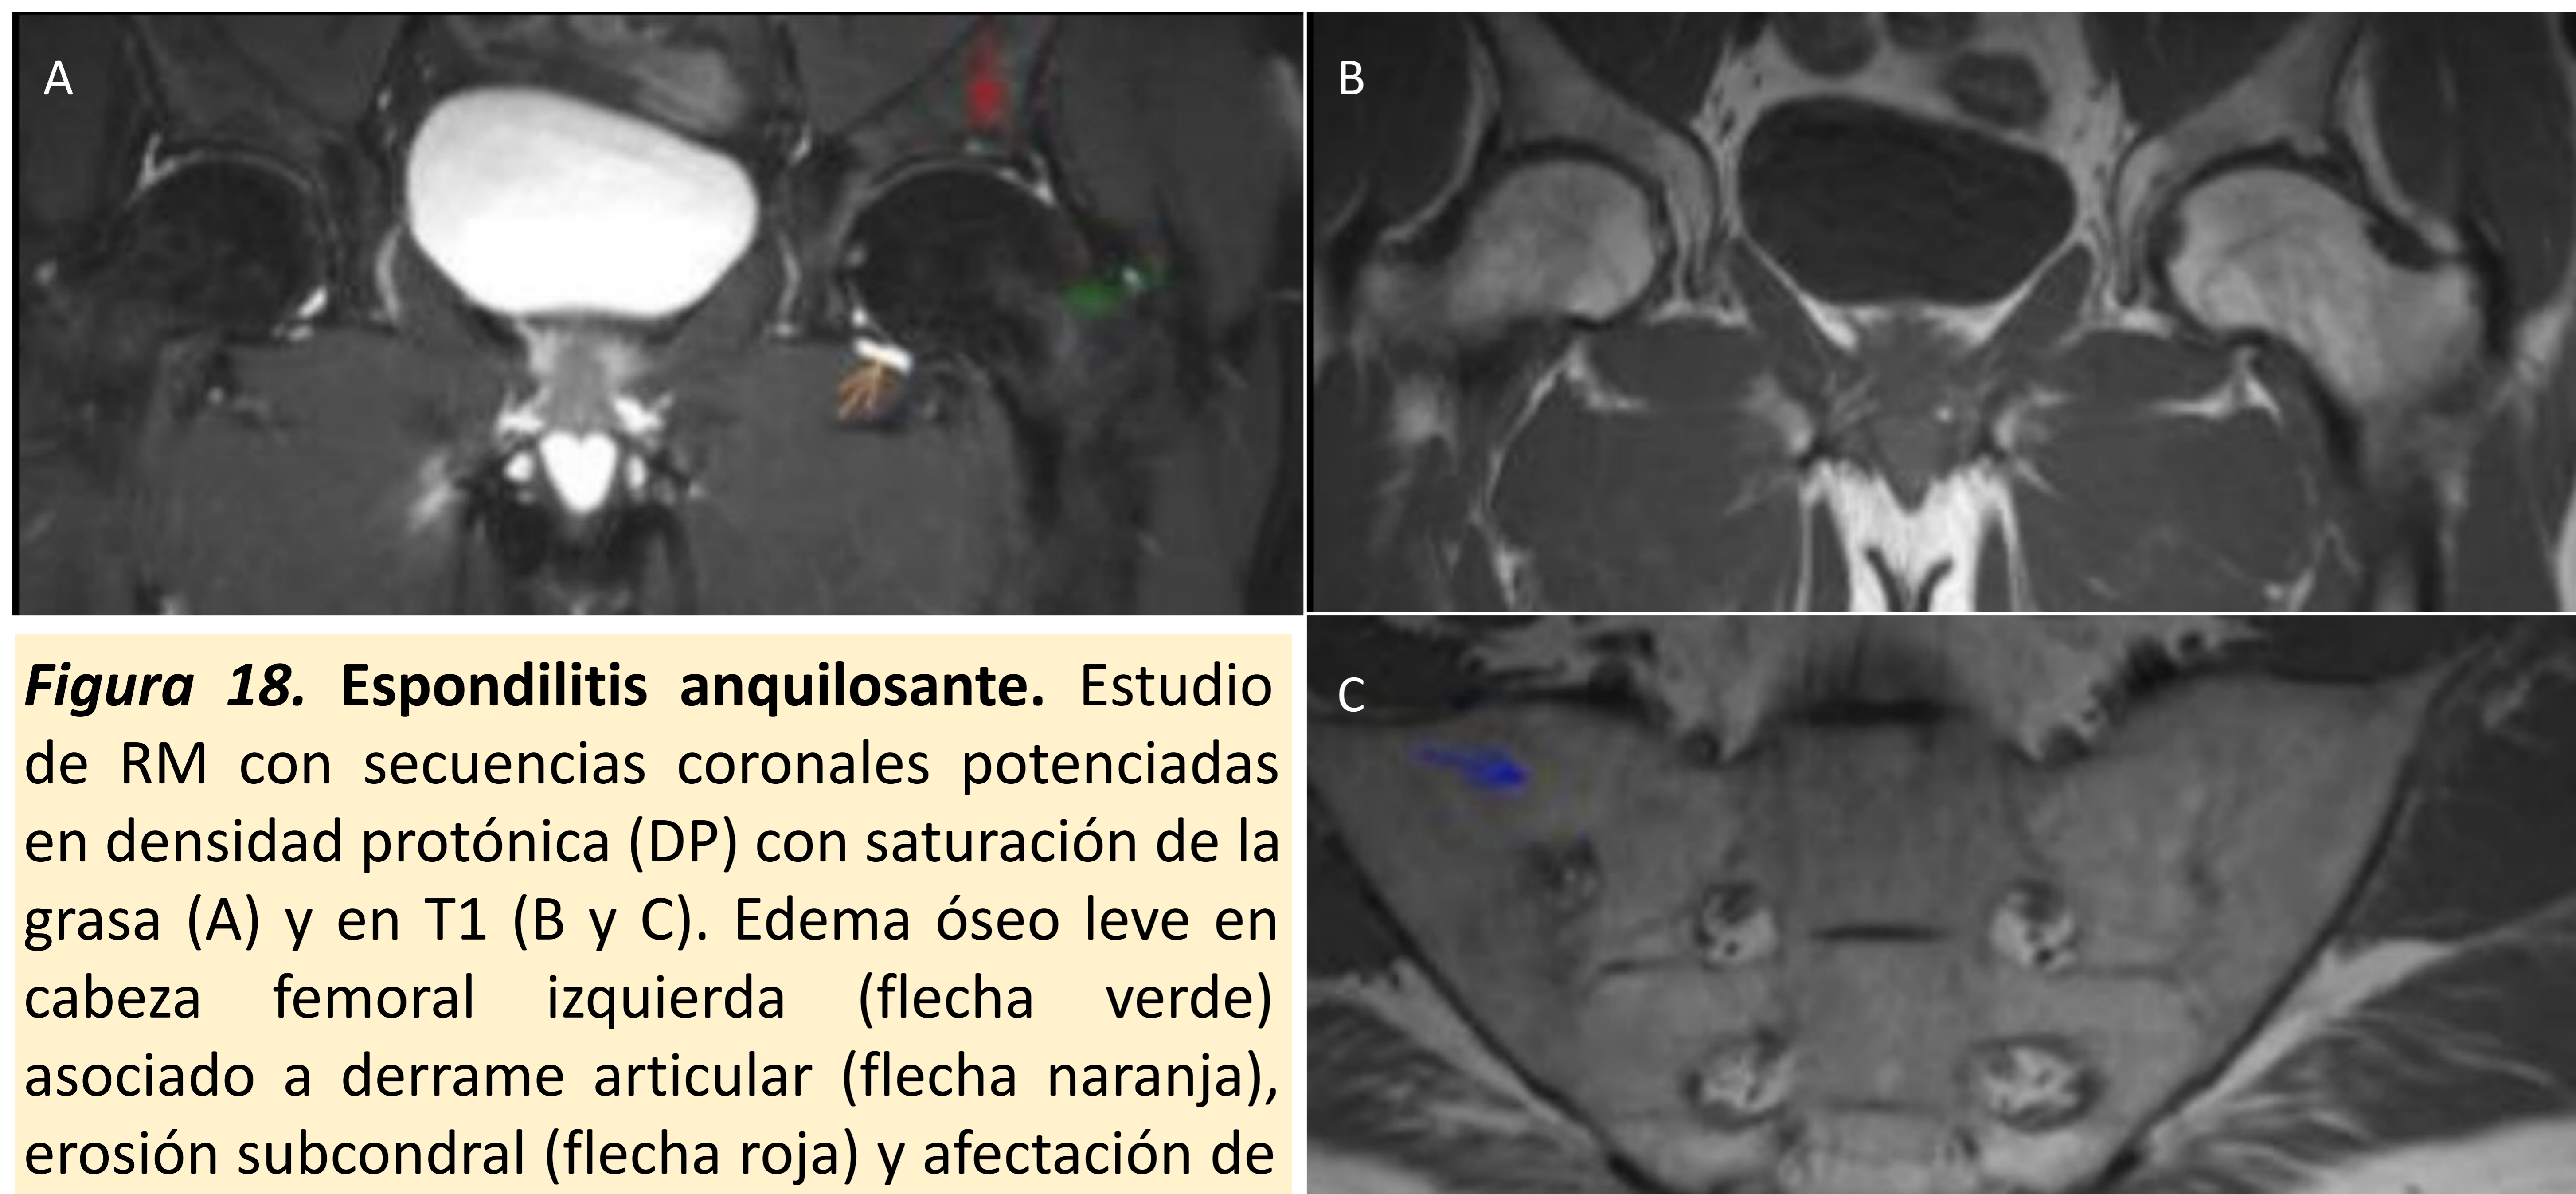 A
B
C
Figura 18. Espondilitis anquilosante. Estudio
de RM con secuencias coronales potenciadas
en densidad protónica (DP) con saturación de la
grasa (A) y en T1 (B y C). Edema óseo leve en
cabeza femoral izquierda (flecha verde)
asociado a derrame articular (flecha naranja),
erosión subcondral (flecha roja) y afectación de